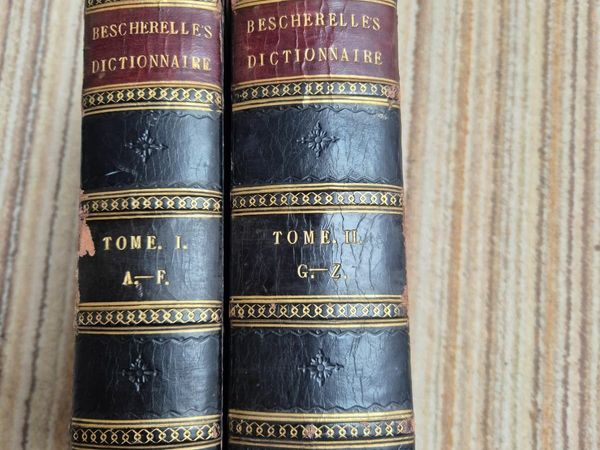 BESCHERELLE'S
DICTIONNAIRE
TOME. I.
A.—F.
BESCHERELLE'S
DICTIONNAIRE
TOME. II.
G.—Z.